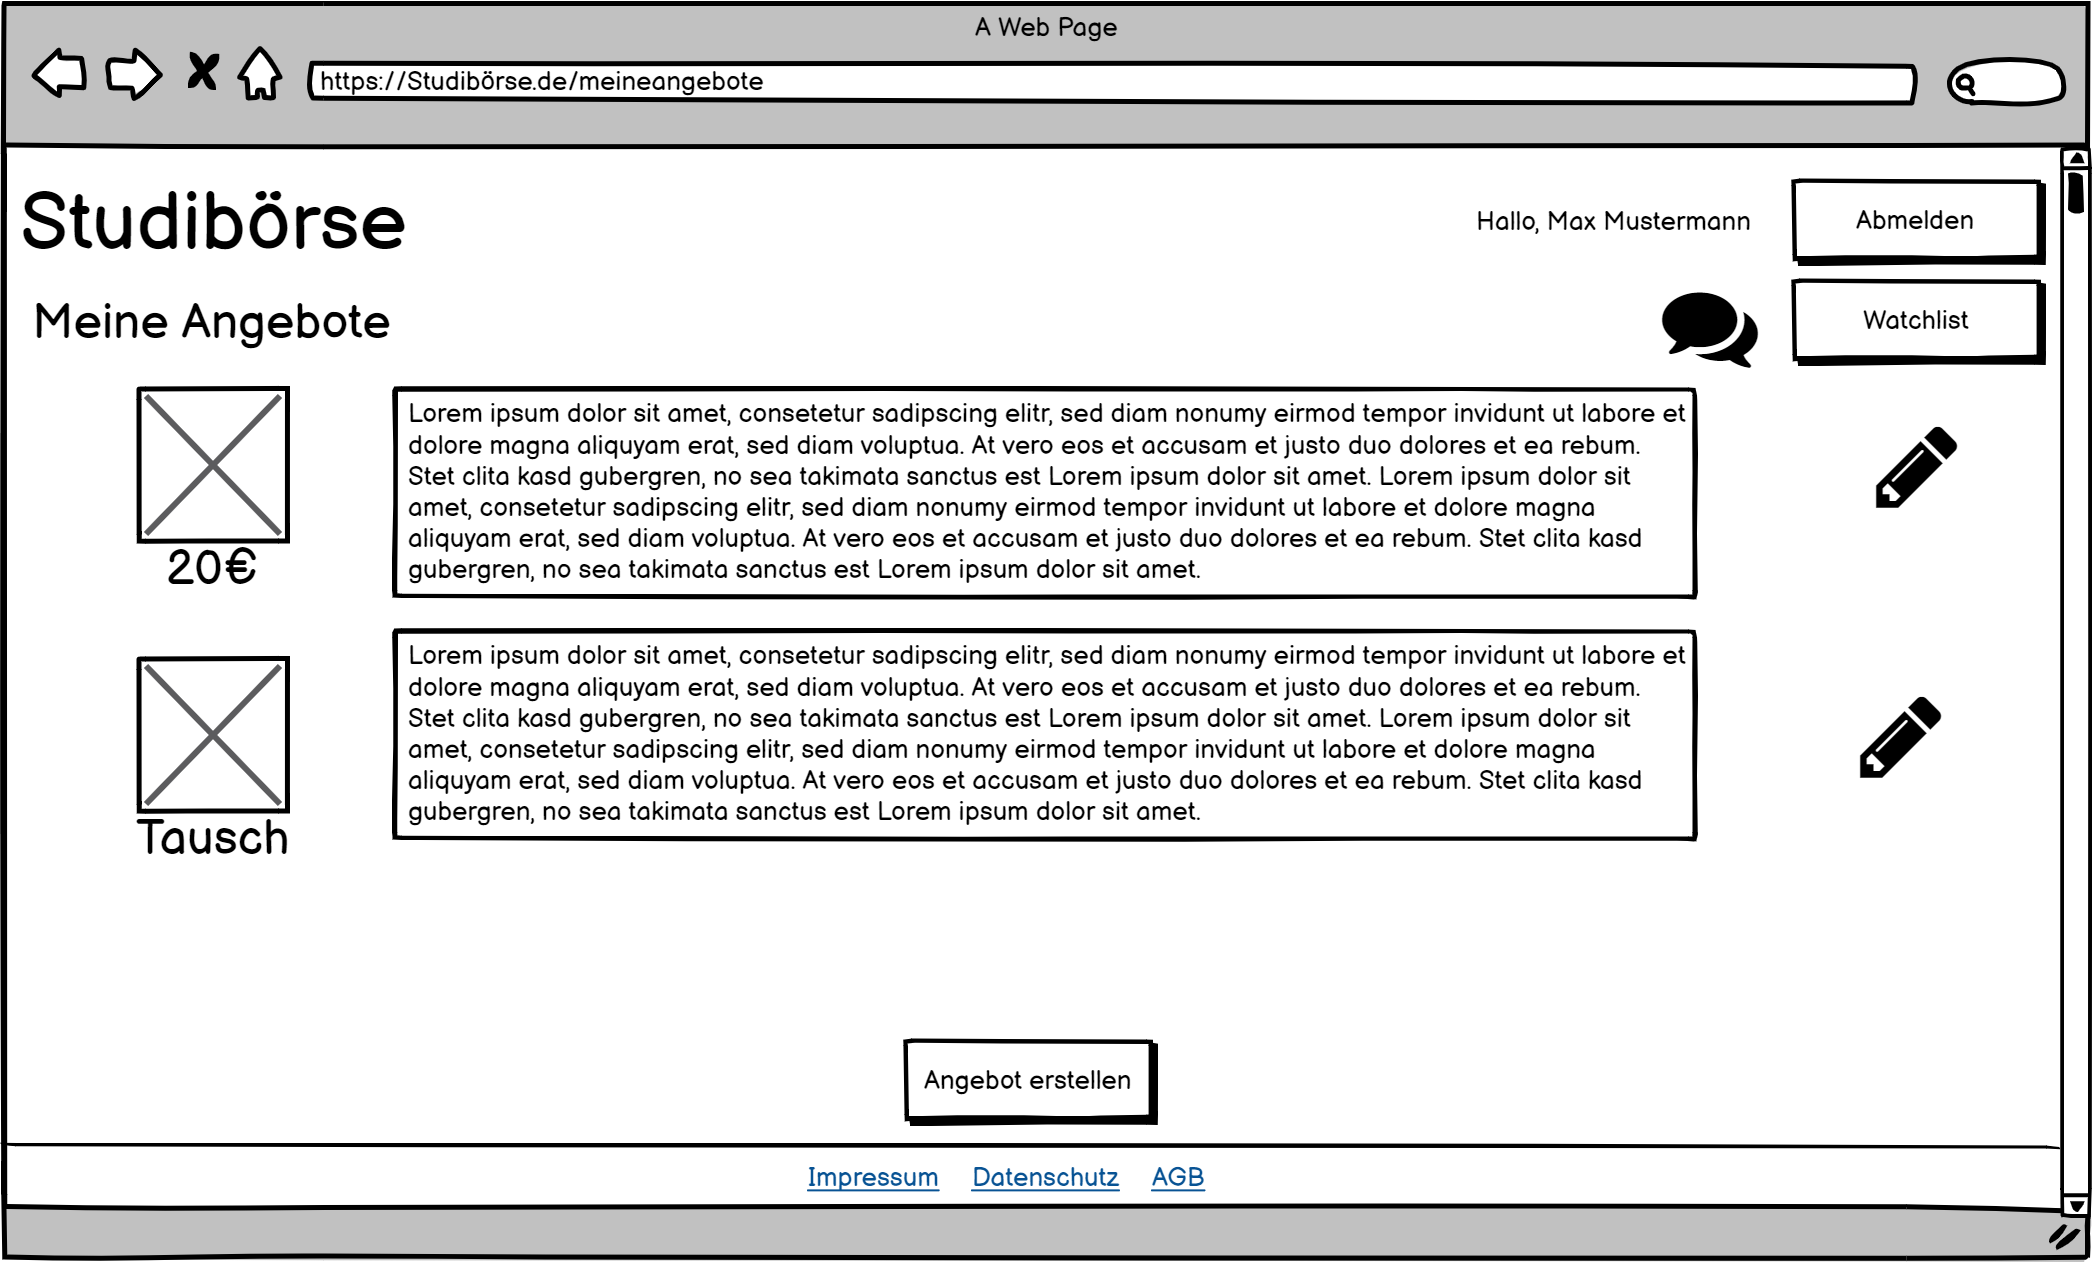 A Web Page
https://Studibörse.de/meineangebote
Studibörse
Hallo, Max Mustermann
Abmelden
Meine Angebote
Watchlist
Lorem ipsum dolor sit amet, consetetur sadipscing elitr, sed diam nonumy eirmod tempor invidunt ut labore et
dolore magna aliquyam erat, sed diam voluptua. At vero eos et accusam et justo duo dolores et ea rebum.
Stet clita kasd gubergren, no sea takimata sanctus est Lorem ipsum dolor sit amet. Lorem ipsum dolor sit
amet, consetetur sadipscing elitr, sed diam nonumy eirmod tempor invidunt ut labore et dolore magna
aliquyam erat, sed diam voluptua. At vero eos et accusam et justo duo dolores et ea rebum. Stet clita kasd
gubergren, no sea takimata sanctus est Lorem ipsum dolor sit amet.
20€
Lorem ipsum dolor sit amet, consetetur sadipscing elitr, sed diam nonumy eirmod tempor invidunt ut labore et
dolore magna aliquyam erat, sed diam voluptua. At vero eos et accusam et justo duo dolores et ea rebum.
Stet clita kasd gubergren, no sea takimata sanctus est Lorem ipsum dolor sit amet. Lorem ipsum dolor sit
amet, consetetur sadipscing elitr, sed diam nonumy eirmod tempor invidunt ut labore et dolore magna
aliquyam erat, sed diam voluptua. At vero eos et accusam et justo duo dolores et ea rebum. Stet clita kasd
gubergren, no sea takimata sanctus est Lorem ipsum dolor sit amet.
Tausch
Angebot erstellen
Impressum Datenschutz AGB